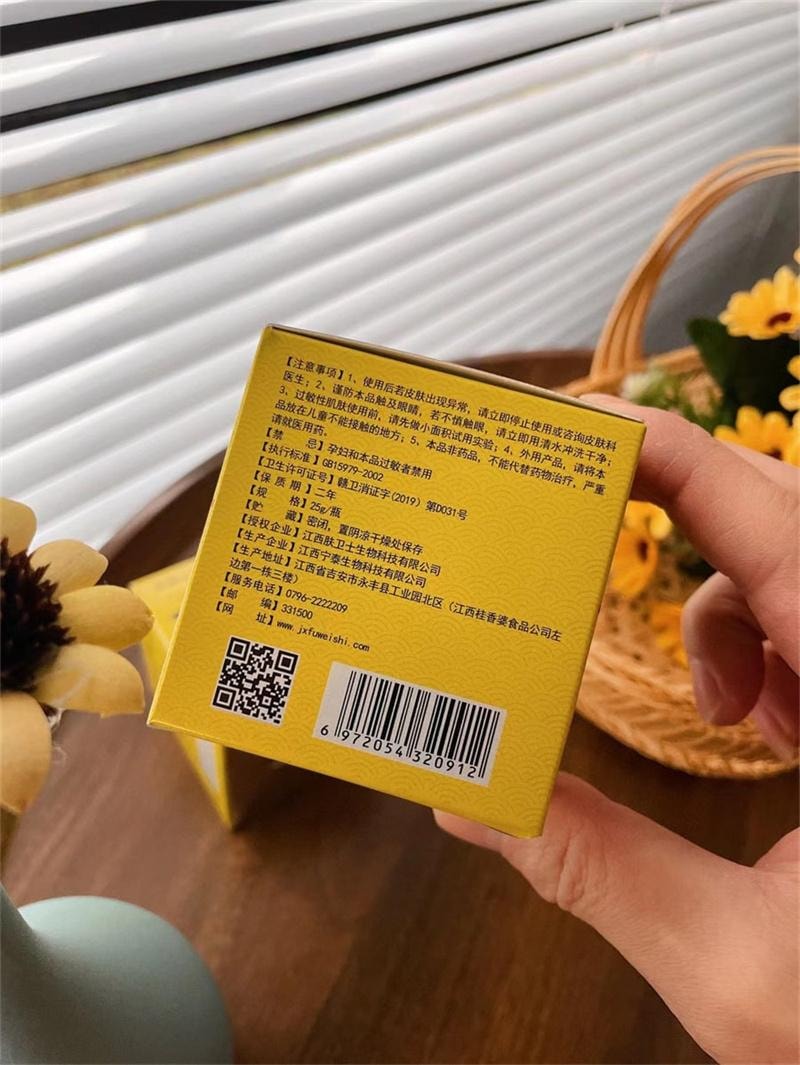 【注意事项】1、使用后若皮肤出现异常，请立即停止使用或咨询皮肤科
医生；2、谨防本品触及眼睛，若不慎触眼，请立即用清水冲洗干净；
3、过敏性肌肤使用前，请先做小面积试用实验；4、外用产品，请将本
品放在儿童不能接触的地方；5、本品非药品，不能代替药物治疗，严重
请就医用药。
【禁 忌】孕妇和本品过敏者禁用
【执行标准】GB15979-2002
【卫生许可证号】赣卫消证字(2019) 第D031号
【保 质 期】二年
【规 格】25g/瓶
【贮 藏】密闭，置阴凉干燥处保存
【授权企业】江西肤卫士生物科技有限公司
【生产企业】江西宁泰生物科技有限公司
【生产地址】江西省吉安市永丰县工业园北区（江西桂香婆食品公司左
边第一栋三楼）
【服务电话】0796-2222209
【邮 编】331500
【网 址】www.jxfuweishi.com
6 972054 320912